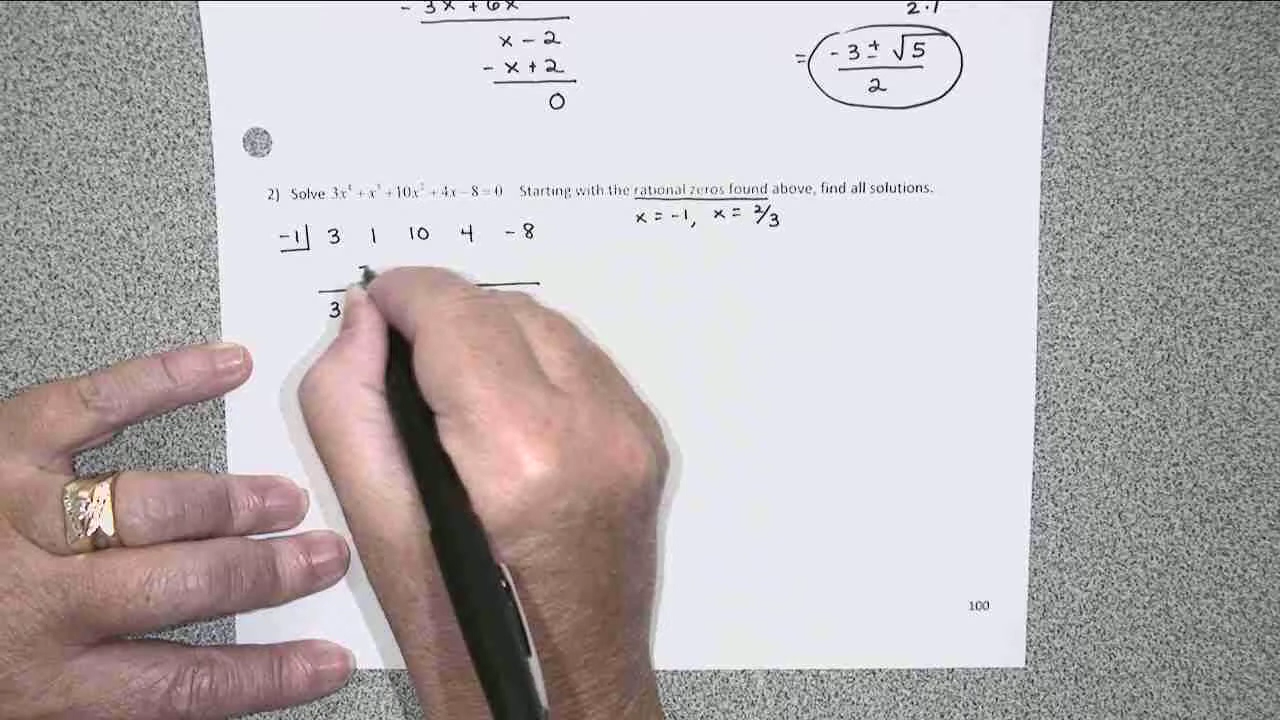 - 3x + 6x
x - 2
- x + 2
0
2·1
= -3 ± √5 / 2
2) Solve 3x⁴ + x³ + 10x² + 4x - 8 = 0 Starting with the rational zeros found above, find all solutions.
x = -1, x = 2/3
-1 3 1 10 4 -8
3
100